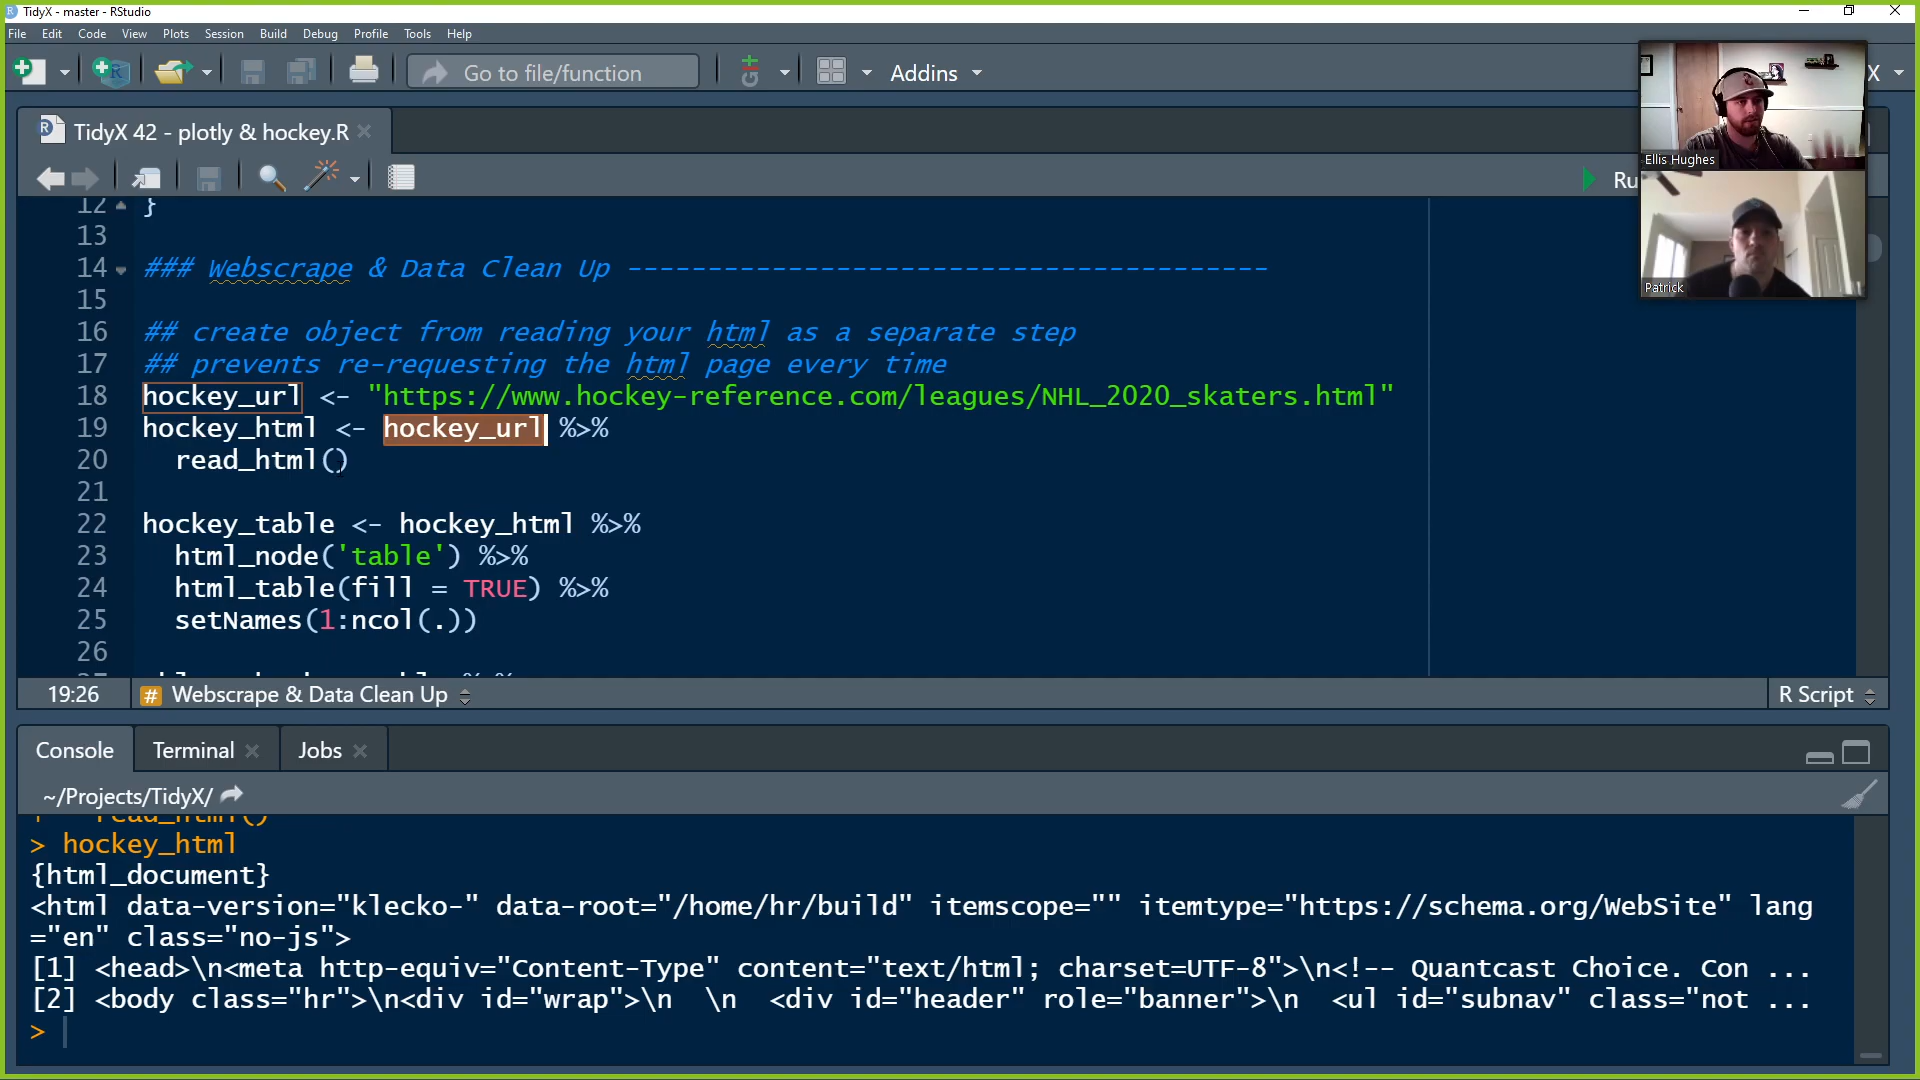 TidyX - master - RStudio
File Edit Code View Plots Session Build Debug Profile Tools Help
Go to file/function Addins X
TidyX 42 - plotly & hockey.R
Ellis Hughes
Patrick
12 }
13
14 ### Webscrape & Data Clean Up ----------------------------------------
15
16 ## create object from reading your html as a separate step
17 ## prevents re-requesting the html page every time
18 hockey_url <- "https://www.hockey-reference.com/leagues/NHL_2020_skaters.html"
19 hockey_html <- hockey_url %>%
20 read_html()
21
22 hockey_table <- hockey_html %>%
23 html_node('table') %>%
24 html_table(fill = TRUE) %>%
25 setNames(1:ncol(.))
26
19:26 # Webscrape & Data Clean Up R Script
Console Terminal Jobs
~/Projects/TidyX/
+ read_html()
> hockey_html
{html_document}
<html data-version="klecko-" data-root="/home/hr/build" itemscope="" itemtype="https://schema.org/WebSite" lang
="en" class="no-js">
[1] <head>\n<meta http-equiv="Content-Type" content="text/html; charset=UTF-8">\n<!-- Quantcast Choice. Con ...
[2] <body class="hr">\n<div id="wrap">\n  \n  <div id="header" role="banner">\n  <ul id="subnav" class="not ...
>